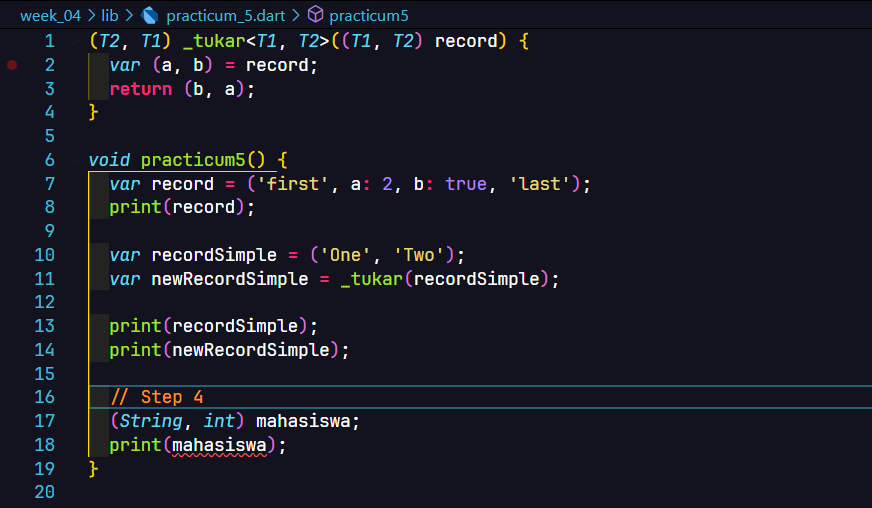 week_04 > lib > practicum_5.dart > practicum5
1 (T2, T1) _tukar<T1, T2>((T1, T2) record) {
2   var (a, b) = record;
3   return (b, a);
4 }
5
6 void practicum5() {
7   var record = ('first', a: 2, b: true, 'last');
8   print(record);
9
10   var recordSimple = ('One', 'Two');
11   var newRecordSimple = _tukar(recordSimple);
12
13   print(recordSimple);
14   print(newRecordSimple);
15
16   // Step 4
17   (String, int) mahasiswa;
18   print(mahasiswa);
19 }
20